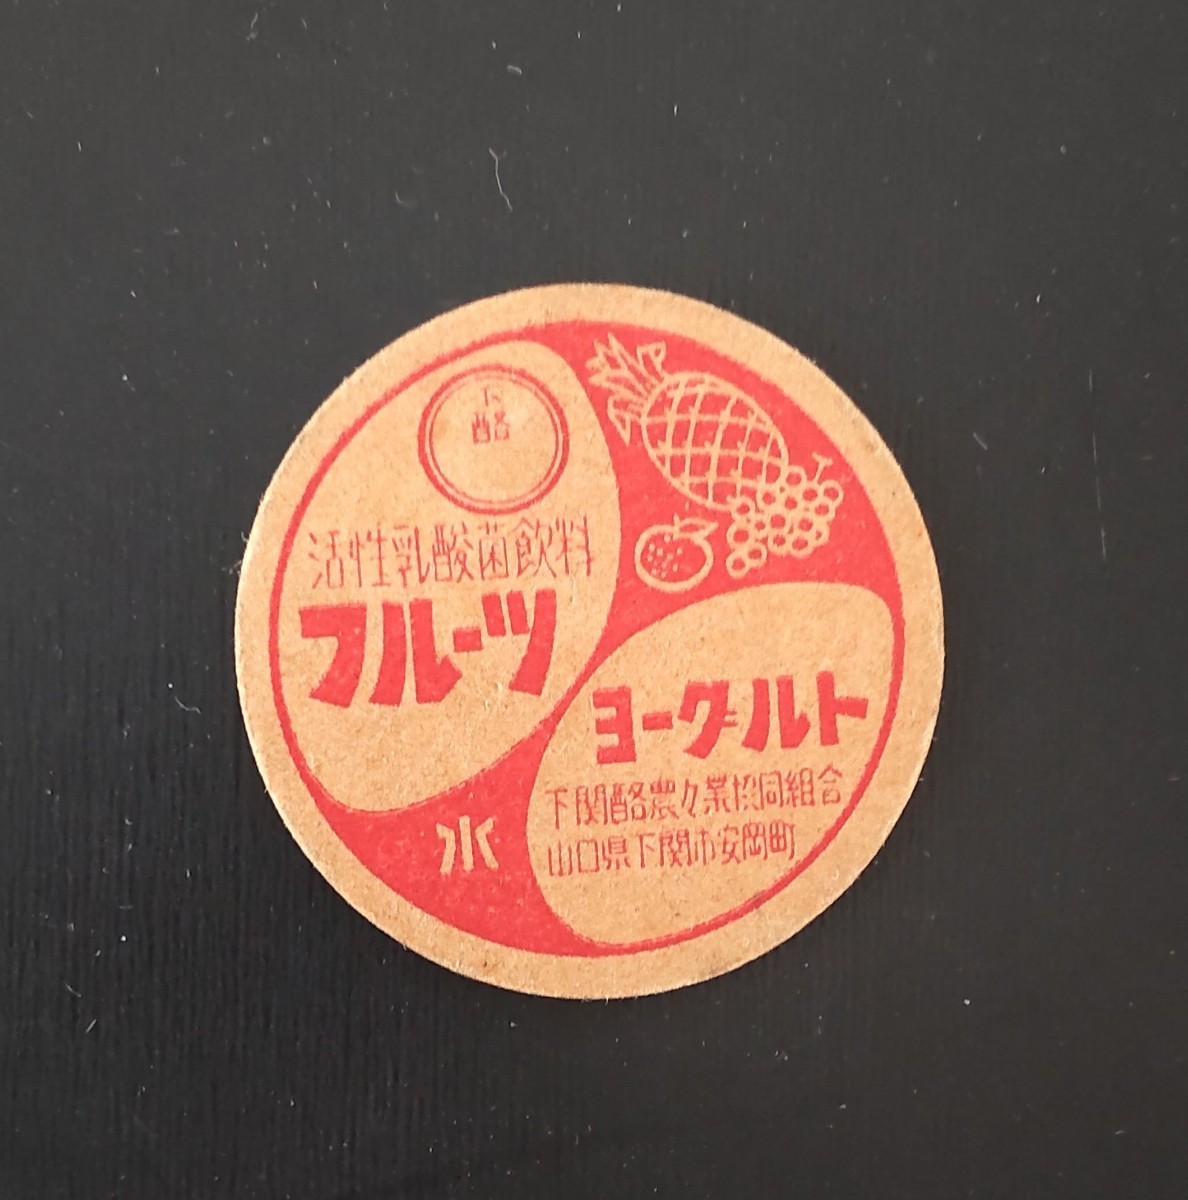 下
酪
活性乳酸菌飲料
フルーツ
ヨーグルト
下関酪農々業協同組合
山口県下関市安岡町
水